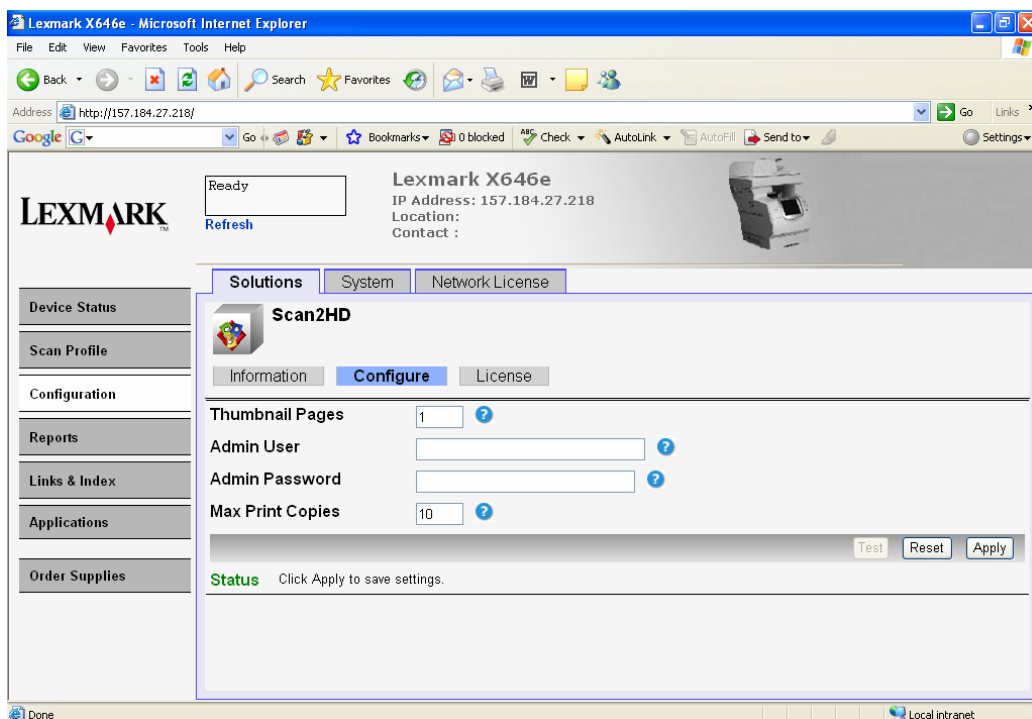 Lexmark X646e - Microsoft Internet Explorer
File Edit View Favorites Tools Help
Back Search Favorites
Address http://157.184.27.218/ Go Links
Google G Go Bookmarks 0 blocked ABC Check AutoLink AutoFill Send to Settings
LEXMARK TM
Ready
Refresh
Lexmark X646e
IP Address: 157.184.27.218
Location:
Contact :
Solutions System Network License
Device Status
Scan Profile
Configuration
Reports
Links & Index
Applications
Order Supplies
Scan2HD
Information Configure License
Thumbnail Pages 1 ?
Admin User ?
Admin Password ?
Max Print Copies 10 ?
Test Reset Apply
Status Click Apply to save settings.
Done Local intranet